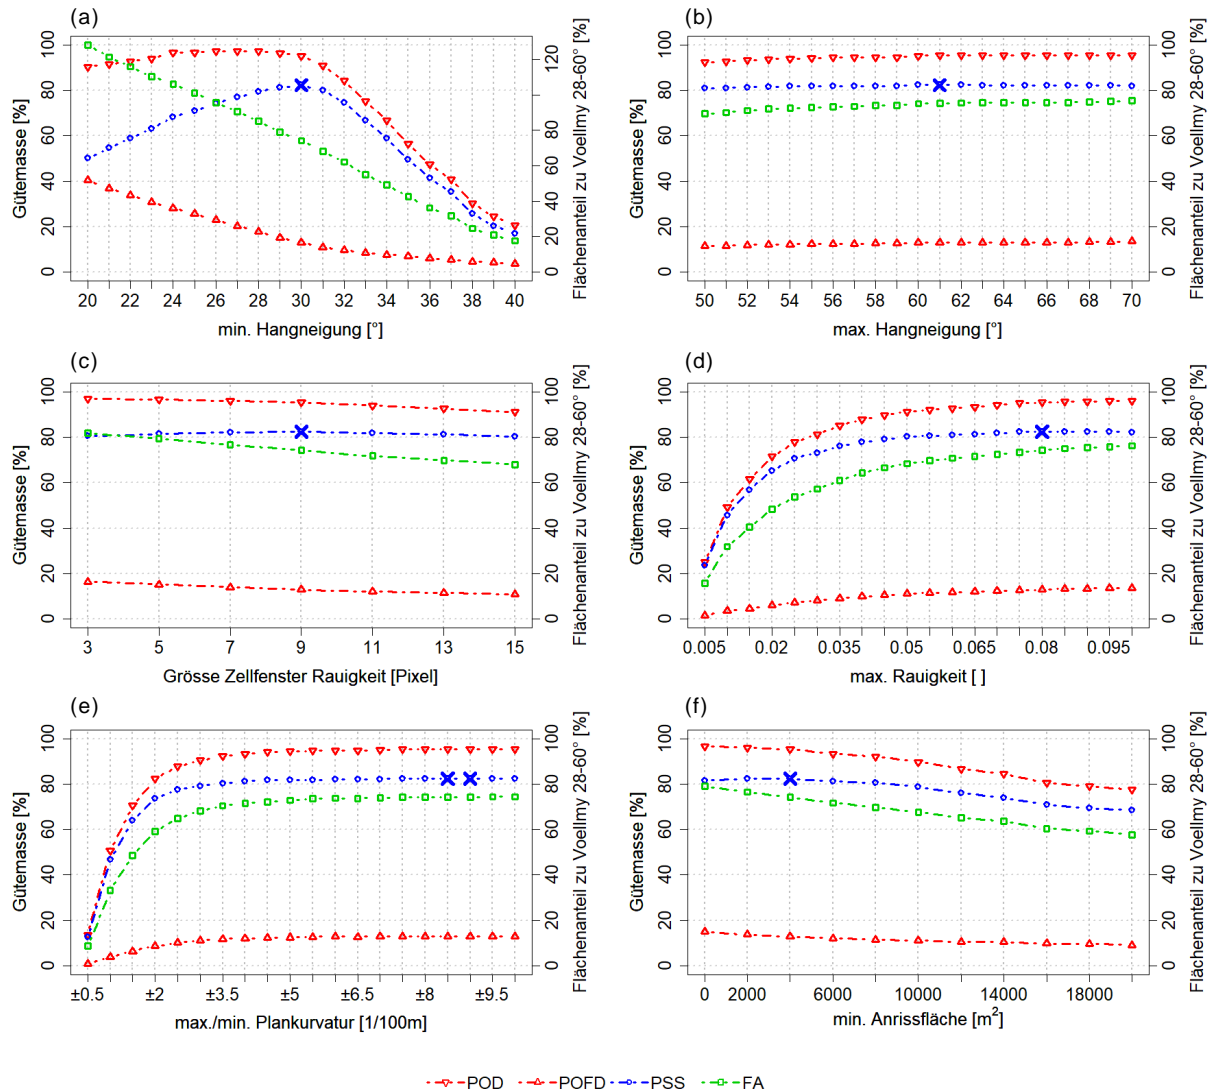 (a)
Gütemasse [%]
0
20
40
60
80
100
Flächenanteil zu Voellmy 28-60° [%]
0
20
40
60
80
100
120
20 22 24 26 28 30 32 34 36 38 40
min. Hangneigung [°]
(b)
Gütemasse [%]
0
20
40
60
80
100
Flächenanteil zu Voellmy 28-60° [%]
0
20
40
60
80
100
50 52 54 56 58 60 62 64 66 68 70
max. Hangneigung [°]
(c)
Gütemasse [%]
0
20
40
60
80
100
Flächenanteil zu Voellmy 28-60° [%]
0
20
40
60
80
100
3 5 7 9 11 13 15
Grösse Zellfenster Rauigkeit [Pixel]
(d)
Gütemasse [%]
0
20
40
60
80
100
Flächenanteil zu Voellmy 28-60° [%]
0
20
40
60
80
100
0.005 0.02 0.035 0.05 0.065 0.08 0.095
max. Rauigkeit [ ]
(e)
Gütemasse [%]
0
20
40
60
80
100
Flächenanteil zu Voellmy 28-60° [%]
0
20
40
60
80
100
±0.5 ±2 ±3.5 ±5 ±6.5 ±8 ±9.5
max./min. Plankurvatur [1/100m]
(f)
Gütemasse [%]
0
20
40
60
80
100
Flächenanteil zu Voellmy 28-60° [%]
0
20
40
60
80
100
0 2000 6000 10000 14000 18000
min. Anrissfläche [m²]
POD POFD PSS FA